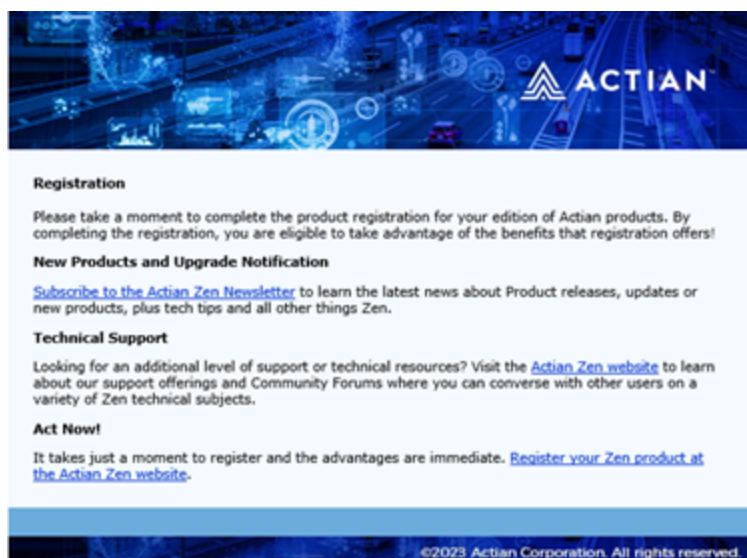 ACTIAN
Registration
Please take a moment to complete the product registration for your edition of Actian products. By
completing the registration, you are eligible to take advantage of the benefits that registration offers!
New Products and Upgrade Notification
Subscribe to the Actian Zen Newsletter to learn the latest news about Product releases, updates or
new products, plus tech tips and all other things Zen.
Technical Support
Looking for an additional level of support or technical resources? Visit the Actian Zen website to learn
about our support offerings and Community Forums where you can converse with other users on a
variety of Zen technical subjects.
Act Now!
It takes just a moment to register and the advantages are immediate. Register your Zen product at
the Actian Zen website.
©2023 Actian Corporation. All rights reserved.